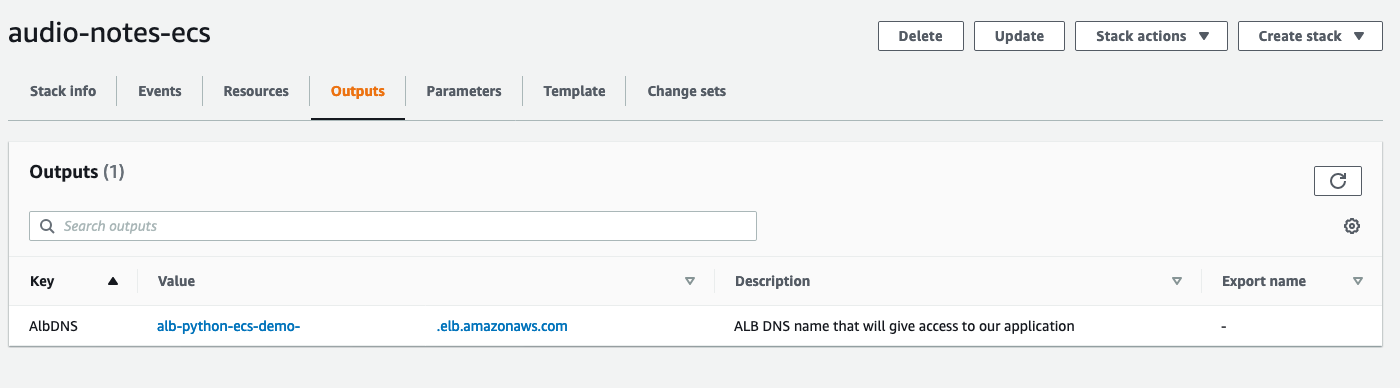 audio-notes-ecs
Delete Update Stack actions Create stack
Stack info Events Resources Outputs Parameters Template Change sets
Outputs (1)
Search outputs
Key Value Description Export name
AlbDNS alb-python-ecs-demo- .elb.amazonaws.com ALB DNS name that will give access to our application -